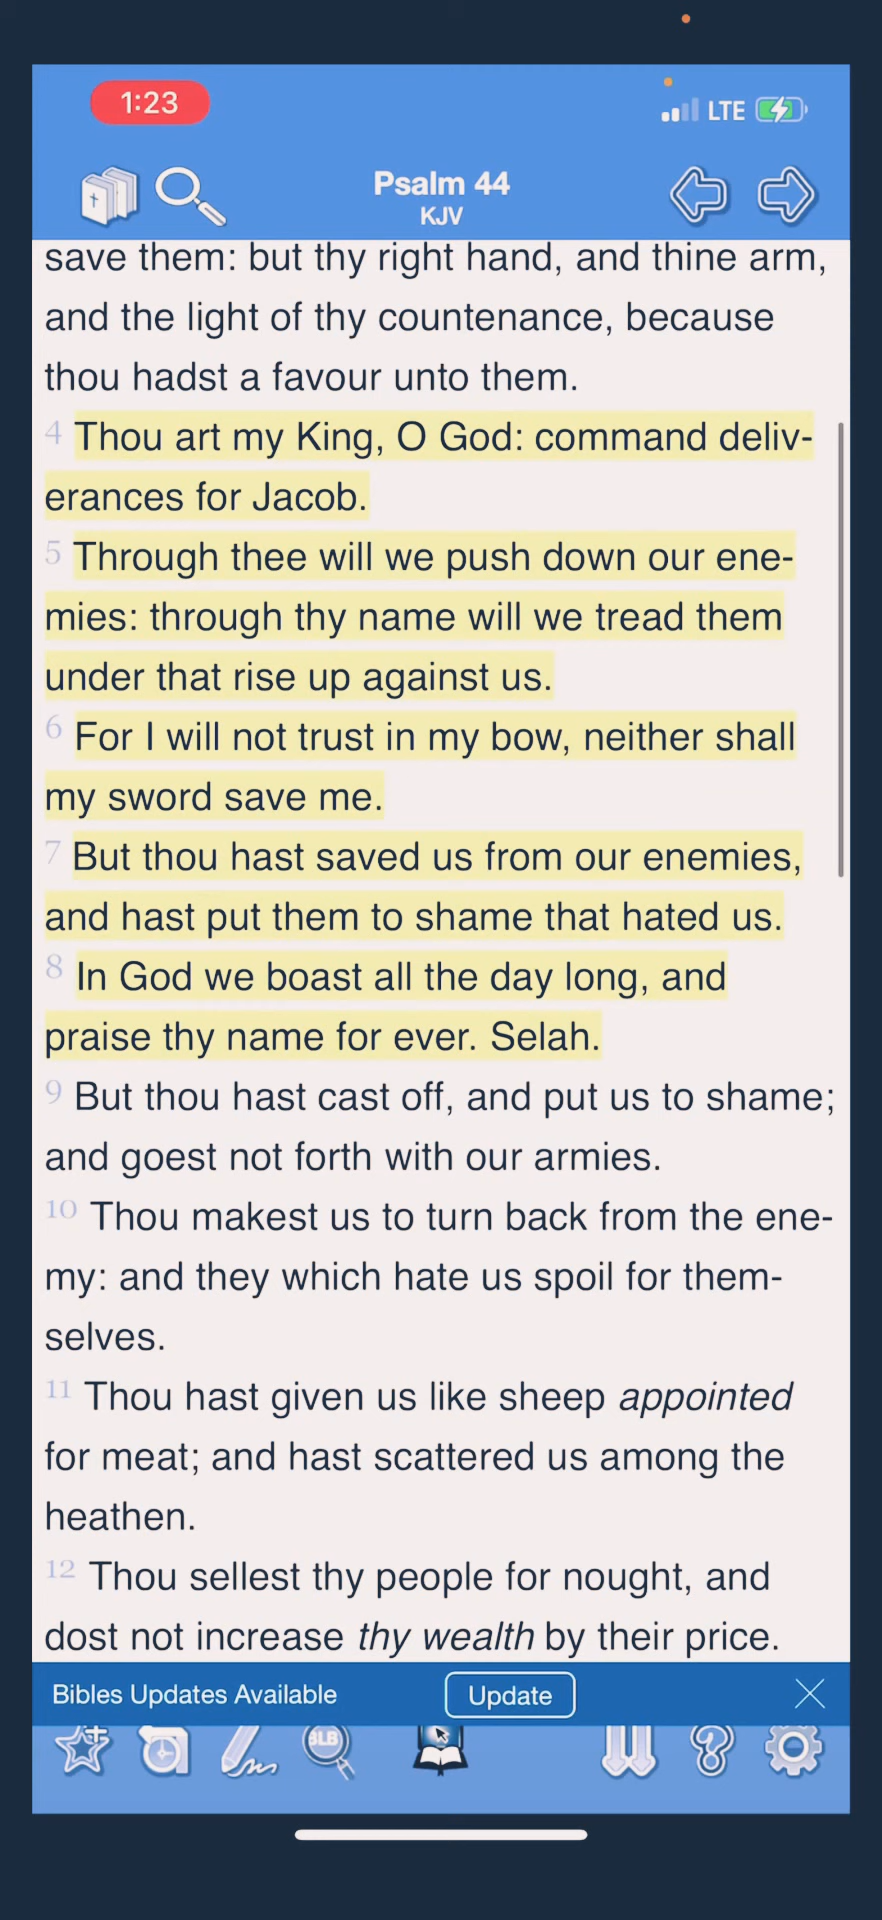 1:23
LTE
Psalm 44
KJV
save them: but thy right hand, and thine arm,
and the light of thy countenance, because
thou hadst a favour unto them.
4 Thou art my King, O God: command deliv-
erances for Jacob.
5 Through thee will we push down our ene-
mies: through thy name will we tread them
under that rise up against us.
6 For I will not trust in my bow, neither shall
my sword save me.
7 But thou hast saved us from our enemies,
and hast put them to shame that hated us.
8 In God we boast all the day long, and
praise thy name for ever. Selah.
9 But thou hast cast off, and put us to shame;
and goest not forth with our armies.
10 Thou makest us to turn back from the ene-
my: and they which hate us spoil for them-
selves.
11 Thou hast given us like sheep appointed
for meat; and hast scattered us among the
heathen.
12 Thou sellest thy people for nought, and
dost not increase thy wealth by their price.
Bibles Updates Available
Update
BLB